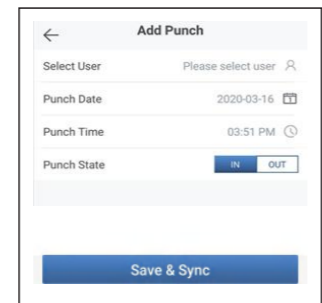 Add Punch
Select User Please select user
Punch Date 2020-03-16
Punch Time 03:51 PM
Punch State IN OUT
Save & Sync